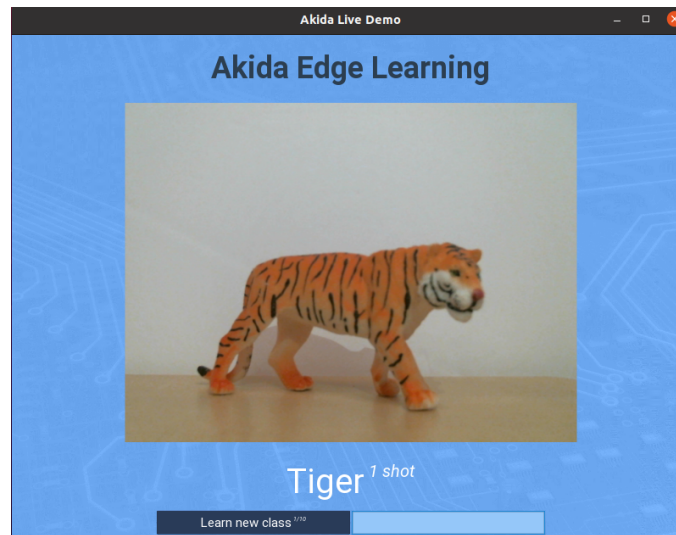 Akida Live Demo
Akida Edge Learning
Tiger 1 shot
Learn new class 1/10